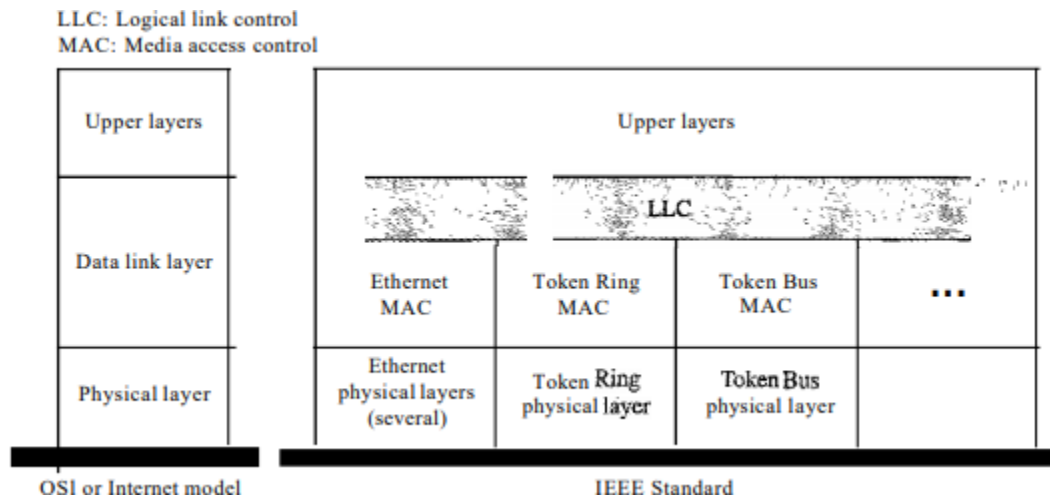 LLC: Logical link control
MAC: Media access control
Upper layers
Data link layer
Physical layer
OSI or Internet model
Upper layers
LLC
Ethernet
MAC
Token Ring
MAC
Token Bus
MAC
...
Ethernet
physical layers
(several)
Token Ring
physical layer
Token Bus
physical layer
IEEE Standard